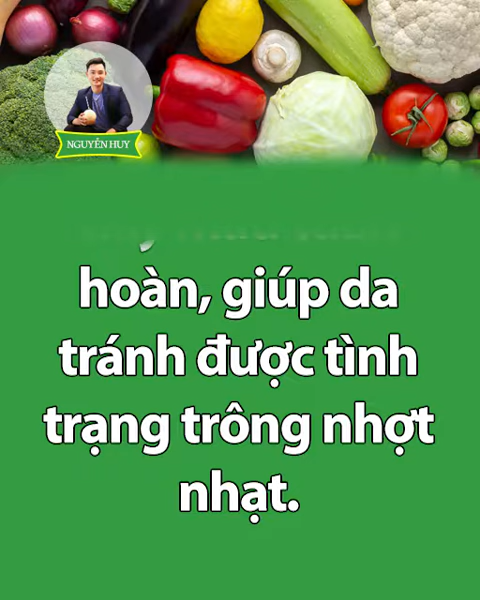 NGUYỄN HUY
hoàn, giúp da
tránh được tình
trạng trông nhợt
nhạt.